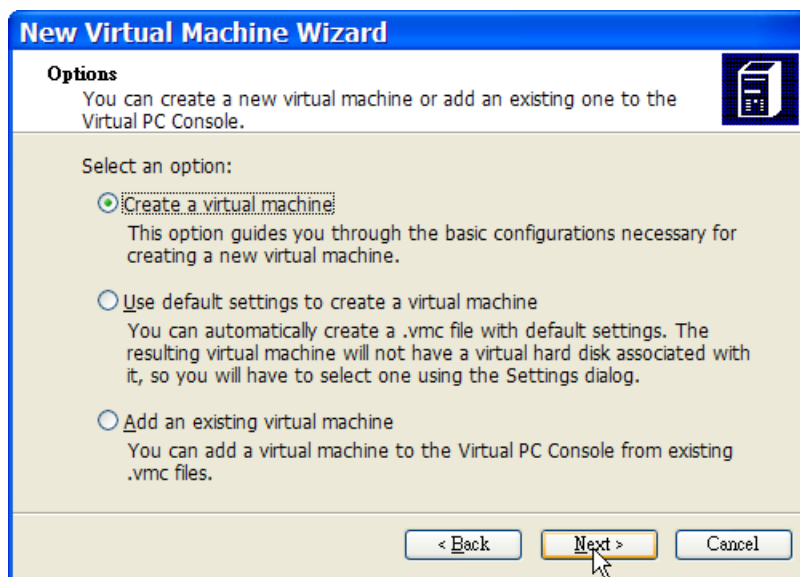 New Virtual Machine Wizard
Options
You can create a new virtual machine or add an existing one to the
Virtual PC Console.
Select an option:
Create a virtual machine
This option guides you through the basic configurations necessary for
creating a new virtual machine.
Use default settings to create a virtual machine
You can automatically create a .vmc file with default settings. The
resulting virtual machine will not have a virtual hard disk associated with
it, so you will have to select one using the Settings dialog.
Add an existing virtual machine
You can add a virtual machine to the Virtual PC Console from existing
.vmc files.
< Back Next > Cancel